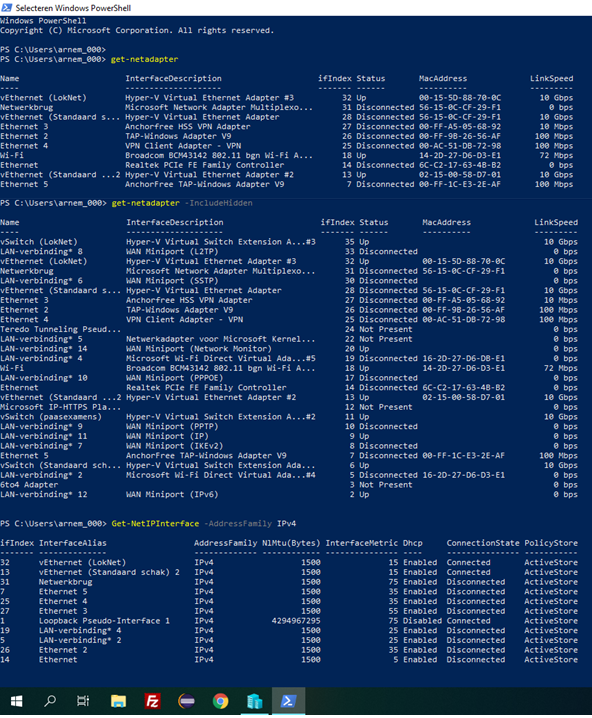 Selecteren Windows PowerShell
Windows PowerShell
Copyright (C) Microsoft Corporation. All rights reserved.
PS C:\Users\arnem_000>
PS C:\Users\arnem_000> get-netadapter
Name InterfaceDescription ifIndex Status MacAddress LinkSpeed
---- -------------------- ------- ------ ---------- ---------
vEthernet (LokNet) Hyper-V Virtual Ethernet Adapter #3 32 Up 00-15-5D-88-70-0C 10 Gbps
Netwerkbrug Microsoft Network Adapter Multiplexo... 31 Disconnected 56-15-0C-CF-29-F1 0 bps
vEthernet (Standaard s... Hyper-V Virtual Ethernet Adapter 28 Disconnected 56-15-0C-CF-29-F1 10 Gbps
Ethernet 3 Anchorfree HSS VPN Adapter 27 Disconnected 00-FF-A5-05-68-92 10 Mbps
Ethernet 2 TAP-Windows Adapter V9 26 Disconnected 00-FF-9B-26-56-AF 100 Mbps
Ethernet 4 VPN Client Adapter - VPN 25 Disconnected 00-AC-51-DB-72-98 100 Mbps
Wi-Fi Broadcom BCM43142 802.11 bgn Wi-Fi A... 18 Up 14-2D-27-D6-D3-E1 72 Mbps
Ethernet Realtek PCIe FE Family Controller 14 Disconnected 6C-C2-17-63-4B-B2 0 bps
vEthernet (Standaard ...2 Hyper-V Virtual Ethernet Adapter #2 13 Up 02-15-00-58-D7-01 10 Gbps
Ethernet 5 AnchorFree TAP-Windows Adapter V9 7 Disconnected 00-FF-1C-E3-2E-AF 100 Mbps
PS C:\Users\arnem_000> get-netadapter -IncludeHidden
Name InterfaceDescription ifIndex Status MacAddress LinkSpeed
---- -------------------- ------- ------ ---------- ---------
vSwitch (LokNet) Hyper-V Virtual Switch Extension A...#3 35 Up 10 Gbps
LAN-verbinding* 8 WAN Miniport (L2TP) 33 Disconnected 0 bps
vEthernet (LokNet) Hyper-V Virtual Ethernet Adapter #3 32 Up 00-15-5D-88-70-0C 10 Gbps
Netwerkbrug Microsoft Network Adapter Multiplexo... 31 Disconnected 56-15-0C-CF-29-F1 0 bps
LAN-verbinding* 6 WAN Miniport (SSTP) 30 Disconnected 0 bps
vEthernet (Standaard s... Hyper-V Virtual Ethernet Adapter 28 Disconnected 56-15-0C-CF-29-F1 10 Gbps
Ethernet 3 Anchorfree HSS VPN Adapter 27 Disconnected 00-FF-A5-05-68-92 10 Mbps
Ethernet 2 TAP-Windows Adapter V9 26 Disconnected 00-FF-9B-26-56-AF 100 Mbps
Ethernet 4 VPN Client Adapter - VPN 25 Disconnected 00-AC-51-DB-72-98 100 Mbps
Teredo Tunneling Pseud... 24 Not Present 0 bps
LAN-verbinding* 5 Netwerkadapter voor Microsoft Kernel... 22 Not Present 0 bps
LAN-verbinding* 14 WAN Miniport (Network Monitor) 20 Up 0 bps
LAN-verbinding* 4 Microsoft Wi-Fi Direct Virtual Ada...#5 19 Disconnected 16-2D-27-D6-DB-E1 0 bps
Wi-Fi Broadcom BCM43142 802.11 bgn Wi-Fi A... 18 Up 14-2D-27-D6-D3-E1 72 Mbps
LAN-verbinding* 10 WAN Miniport (PPPOE) 17 Disconnected 0 bps
Ethernet Realtek PCIe FE Family Controller 14 Disconnected 6C-C2-17-63-4B-B2 0 bps
vEthernet (Standaard ...2 Hyper-V Virtual Ethernet Adapter #2 13 Up 02-15-00-58-D7-01 10 Gbps
Microsoft IP-HTTPS Pla... 12 Not Present 0 bps
vSwitch (paasexamens) Hyper-V Virtual Switch Extension A...#2 11 Up 10 Gbps
LAN-verbinding* 9 WAN Miniport (PPTP) 10 Disconnected 0 bps
LAN-verbinding* 11 WAN Miniport (IP) 9 Up 0 bps
LAN-verbinding* 7 WAN Miniport (IKEv2) 8 Disconnected 0 bps
Ethernet 5 AnchorFree TAP-Windows Adapter V9 7 Disconnected 00-FF-1C-E3-2E-AF 100 Mbps
vSwitch (Standaard sch... Hyper-V Virtual Switch Extension Ada... 6 Up 10 Gbps
LAN-verbinding* 2 Microsoft Wi-Fi Direct Virtual Ada...#4 5 Disconnected 16-2D-27-D6-D3-E1 0 bps
6to4 Adapter 3 Not Present 0 bps
LAN-verbinding* 12 WAN Miniport (IPv6) 2 Up 0 bps
PS C:\Users\arnem_000> Get-NetIPInterface -AddressFamily IPv4
ifIndex InterfaceAlias AddressFamily NlMtu(Bytes) InterfaceMetric Dhcp ConnectionState PolicyStore
------- -------------- ------------- ------------ --------------- ---- --------------- -----------
32 vEthernet (LokNet) IPv4 1500 15 Enabled Connected ActiveStore
13 vEthernet (Standaard schak) 2 IPv4 1500 15 Enabled Connected ActiveStore
31 Netwerkbrug IPv4 1500 75 Enabled Disconnected ActiveStore
7 Ethernet 5 IPv4 1500 35 Enabled Disconnected ActiveStore
25 Ethernet 4 IPv4 1500 35 Enabled Disconnected ActiveStore
27 Ethernet 3 IPv4 1500 55 Enabled Disconnected ActiveStore
1 Loopback Pseudo-Interface 1 IPv4 4294967295 75 Disabled Connected ActiveStore
19 LAN-verbinding* 4 IPv4 1500 25 Enabled Disconnected ActiveStore
5 LAN-verbinding* 2 IPv4 1500 25 Enabled Disconnected ActiveStore
26 Ethernet 2 IPv4 1500 35 Enabled Disconnected ActiveStore
14 Ethernet IPv4 1500 5 Enabled Disconnected ActiveStore